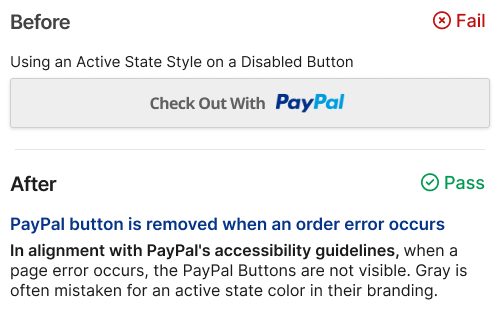 Before
Fail
Using an Active State Style on a Disabled Button
Check Out With PayPal
After
Pass
PayPal button is removed when an order error occurs
In alignment with PayPal's accessibility guidelines, when a
page error occurs, the PayPal Buttons are not visible. Gray is
often mistaken for an active state color in their branding.